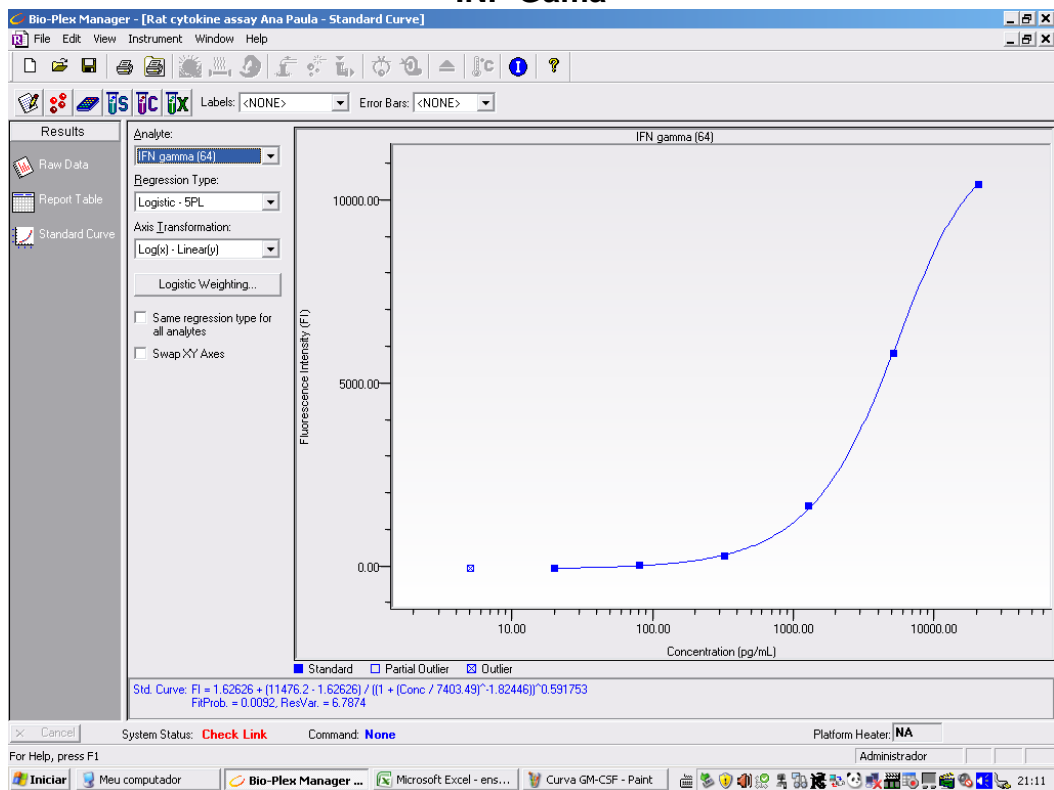 INF Gama
Bio-Plex Manager - [Rat cytokine assay Ana Paula - Standard Curve]
File Edit View Instrument Window Help
Labels: <NONE> Error Bars: <NONE>
Results
Raw Data
Report Table
Standard Curve
Analyte:
IFN gamma (64)
Regression Type:
Logistic - 5PL
Axis Transformation:
Log(x) - Linear(y)
Logistic Weighting...
Same regression type for
all analytes
Swap XY Axes
IFN gamma (64)
Fluorescence Intensity (FI)
10000.00
5000.00
0.00
10.00 100.00 1000.00 10000.00
Concentration (pg/mL)
Standard Partial Outlier Outlier
Std. Curve: FI = 1.62626 + (11476.2 - 1.62626) / ((1 + (Conc / 7403.49)^-1.82446))^0.591753
FitProb. = 0.0092, ResVar. = 6.7874
Cancel System Status: Check Link Command: None Platform Heater: NA
For Help, press F1 Administrador
Iniciar Meu computador Bio-Plex Manager ... Microsoft Excel - ens... Curva GM-CSF - Paint 21:11